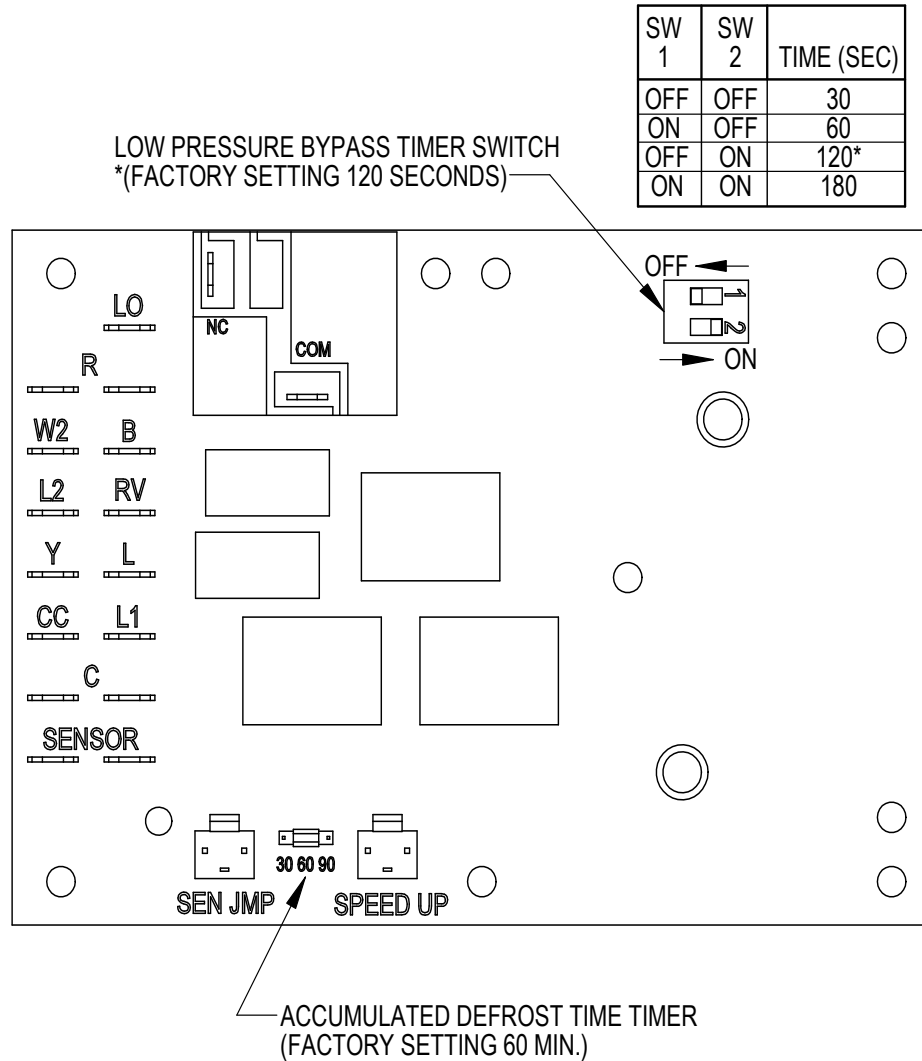 SW 1 SW 2 TIME (SEC)
OFF OFF 30
ON OFF 60
OFF ON 120*
ON ON 180
LOW PRESSURE BYPASS TIMER SWITCH
*(FACTORY SETTING 120 SECONDS)
OFF
1
2
ON
NC
COM
LO
R
W2 B
L2 RV
Y L
CC L1
C
SENSOR
30 60 90
SEN JMP SPEED UP
ACCUMULATED DEFROST TIME TIMER
(FACTORY SETTING 60 MIN.)